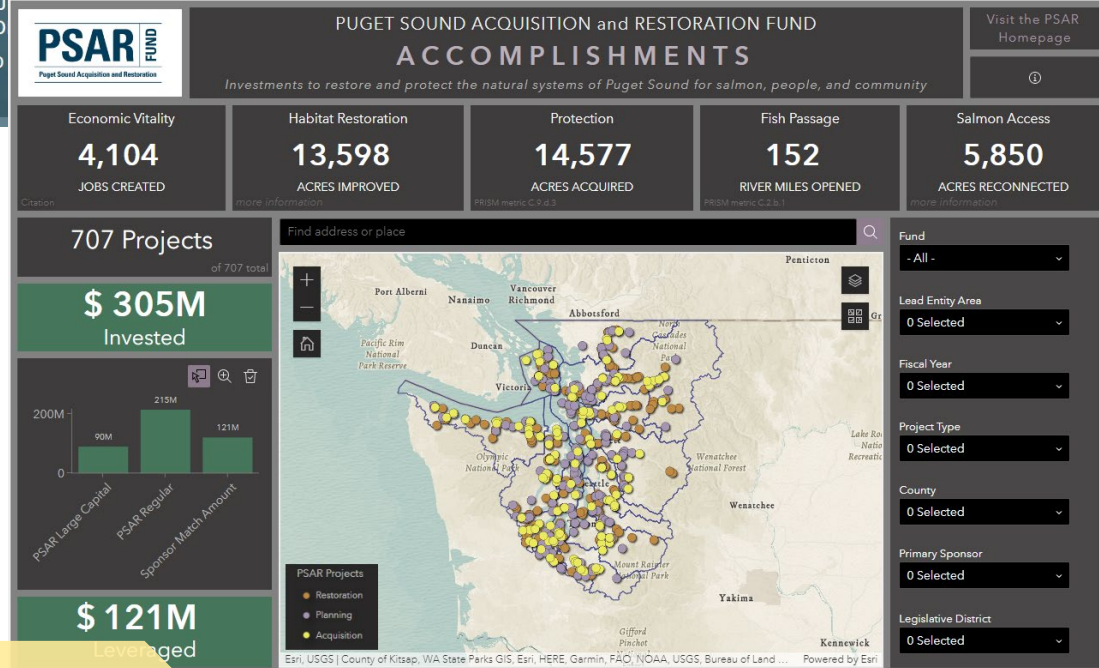 PSAR FUND
Puget Sound Acquisition and Restoration
PUGET SOUND ACQUISITION and RESTORATION FUND
ACCOMPLISHMENTS
Investments to restore and protect the natural systems of Puget Sound for salmon, people, and community
Visit the PSAR
Homepage
Economic Vitality
4,104
JOBS CREATED
Citation
Habitat Restoration
13,598
ACRES IMPROVED
more information
Protection
14,577
ACRES ACQUIRED
PRISM metric C.9.d.3
Fish Passage
152
RIVER MILES OPENED
PRISM metric C.2.b.1
Salmon Access
5,850
ACRES RECONNECTED
more information
707 Projects
of 707 total
$ 305M
Invested
200M
0
90M
215M
121M
PSAR Large Capital
PSAR Regular
Sponsor Match Amount
$ 121M
Leveraged
Find address or place
Penticton
Port Alberni
Nanaimo
Vancouver
Richmond
Abbotsford
Pacific Rim
National
Park Reserve
Duncan
Victoria
North
Cascades
National
Olympic
National Park
Wenatchee
National Forest
Wenatchee
Mount Rainier
National Park
Yakima
Gifford
Pinchot
Kennewick
PSAR Projects
Restoration
Planning
Acquisition
Esri, USGS | County of Kitsap, WA State Parks GIS, Esri, HERE, Garmin, FAO, NOAA, USGS, Bureau of Land ...
Powered by Esri
Fund
- All -
Lead Entity Area
0 Selected
Fiscal Year
0 Selected
Project Type
0 Selected
County
0 Selected
Primary Sponsor
0 Selected
Legislative District
0 Selected